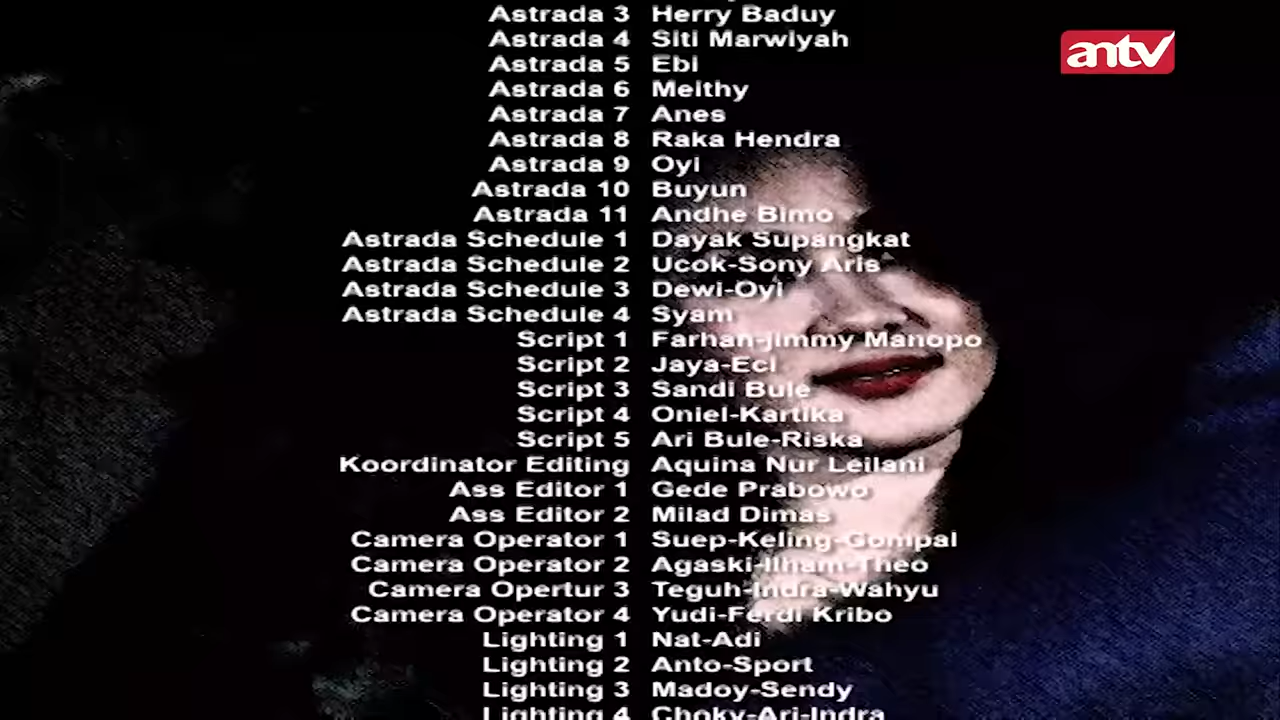 Astrada 3 Herry Baduy
antv
Astrada 4 Siti Marwiyah
Astrada 5 Ebi
Astrada 6 Meithy
Astrada 7 Anes
Astrada 8 Raka Hendra
Astrada 9 Oyi
Astrada 10 Buyun
Astrada 11 Andhe Bimo
Astrada Schedule 1 Dayak Supangkat
Astrada Schedule 2 Ucok-Sony Aris
Astrada Schedule 3 Dewi-Oyi
Astrada Schedule 4 Syam
Script 1 Farhan-jimmy Manopo
Script 2 Jaya-Eci
Script 3 Sandi Bule
Script 4 Oniel-Kartika
Script 5 Ari Bule-Riska
Koordinator Editing Aquina Nur Leilani
Ass Editor 1 Gede Prabowo
Ass Editor 2 Milad Dimas
Camera Operator 1 Suep-Keling-Gompal
Camera Operator 2 Agaski-Ilham-Theo
Camera Opertur 3 Teguh-Indra-Wahyu
Camera Operator 4 Yudi-Ferdi Kribo
Lighting 1 Nat-Adi
Lighting 2 Anto-Sport
Lighting 3 Madoy-Sendy
Lighting 4 Choky-Ari-Indra